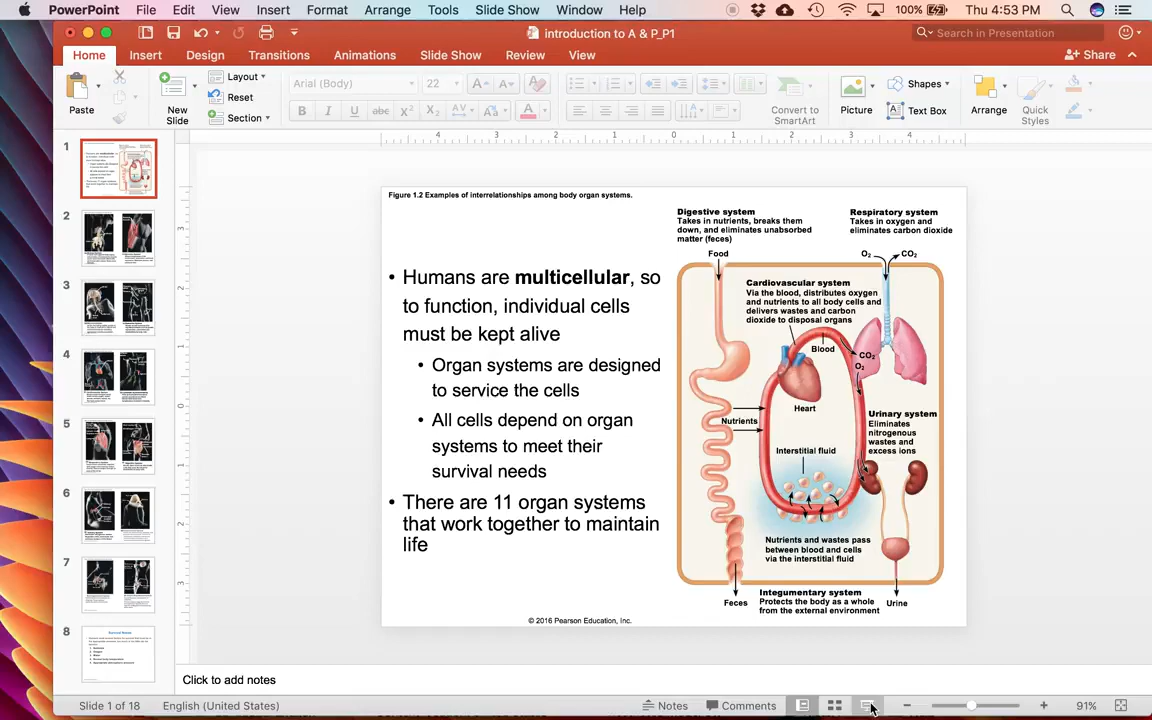 PowerPoint File Edit View Insert Format Arrange Tools Slide Show Window Help 100% Thu 4:53 PM
introduction to A & P_P1 Search in Presentation
Home Insert Design Transitions Animations Slide Show Review View Share
Paste New Slide Layout Reset Section Arial (Body) 22 Convert to SmartArt Picture Shapes Text Box Arrange Quick Styles
Figure 1.2 Examples of interrelationships among body organ systems.
• Humans are multicellular, so
to function, individual cells
must be kept alive
• Organ systems are designed
to service the cells
• All cells depend on organ
systems to meet their
survival needs
• There are 11 organ systems
that work together to maintain
life
Digestive system
Takes in nutrients, breaks them
down, and eliminates unabsorbed
matter (feces)
Respiratory system
Takes in oxygen and
eliminates carbon dioxide
Food
O₂ CO₂
Cardiovascular system
Via the blood, distributes oxygen
and nutrients to all body cells and
delivers wastes and carbon
dioxide to disposal organs
Blood
CO₂
O₂
Heart
Nutrients
Urinary system
Eliminates
nitrogenous
wastes and
excess ions
Interstitial fluid
Nutrients and wastes pass
between blood and cells
via the interstitial fluid
Feces
Integumentary system
Protects the body as a whole
from the external environment
Urine
© 2016 Pearson Education, Inc.
1
2
3
4
5
6
7
8
Survival Needs
Click to add notes
Slide 1 of 18 English (United States) Notes Comments 91%